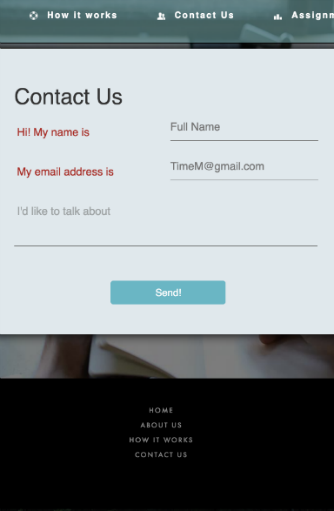 How it works Contact Us Assignm
Contact Us
Hi! My name is Full Name
My email address is TimeM@gmail.com
I'd like to talk about
Send!
HOME
ABOUT US
HOW IT WORKS
CONTACT US